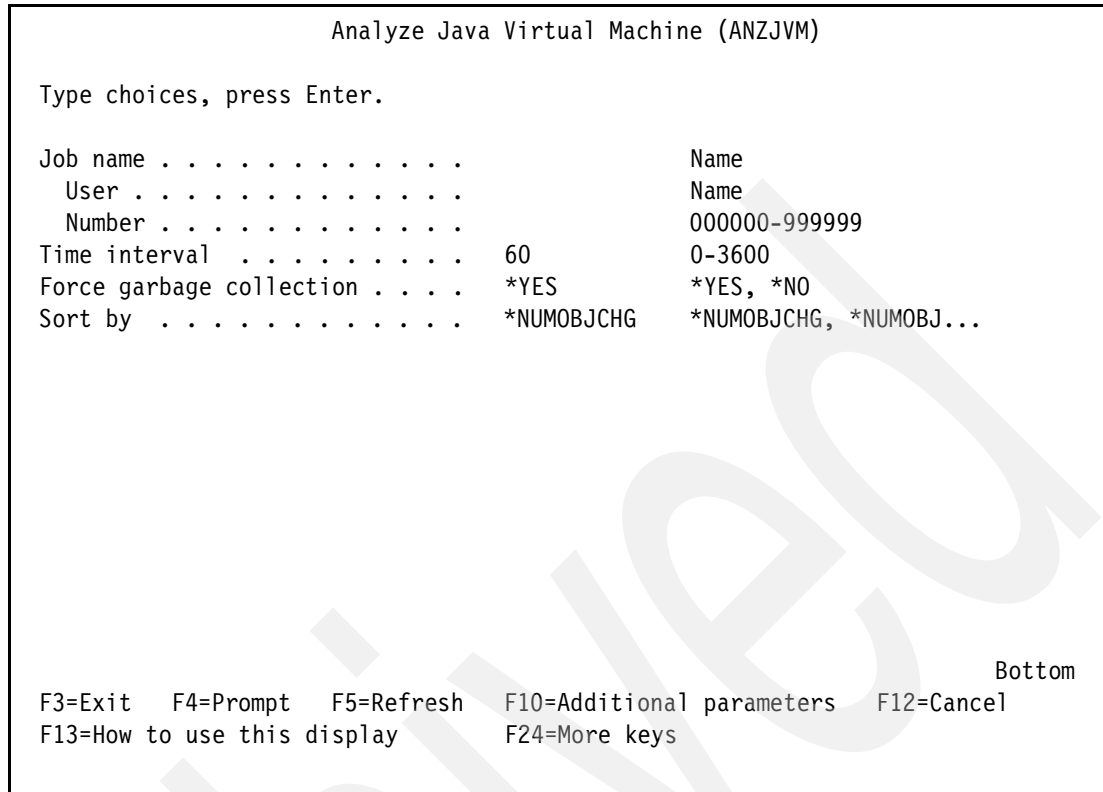 Analyze Java Virtual Machine (ANZJVM)
Type choices, press Enter.
Job name . . . . . . . . . . . . Name
User . . . . . . . . . . . . . Name
Number . . . . . . . . . . . . 000000-999999
Time interval . . . . . . . . . 60 0-3600
Force garbage collection . . . . *YES *YES, *NO
Sort by . . . . . . . . . . . . *NUMOBJCHG *NUMOBJCHG, *NUMOBJ...
Bottom
F3=Exit F4=Prompt F5=Refresh F10=Additional parameters F12=Cancel
F13=How to use this display F24=More keys